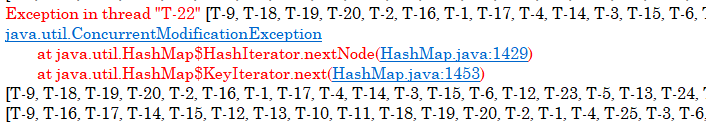 Exception in thread "T-22" [T-9, T-18, T-19, T-20, T-2, T-16, T-1, T-17, T-4, T-14, T-3, T-15, T-6,
java.util.ConcurrentModificationException
at java.util.HashMap$HashIterator.nextNode(HashMap.java:1429)
at java.util.HashMap$KeyIterator.next(HashMap.java:1453)
[T-9, T-18, T-19, T-20, T-2, T-16, T-1, T-17, T-4, T-14, T-3, T-15, T-6, T-12, T-23, T-5, T-13, T-24,
[T-9, T-16, T-17, T-14, T-15, T-12, T-13, T-10, T-11, T-18, T-19, T-20, T-2, T-1, T-4, T-25, T-3, T-6,